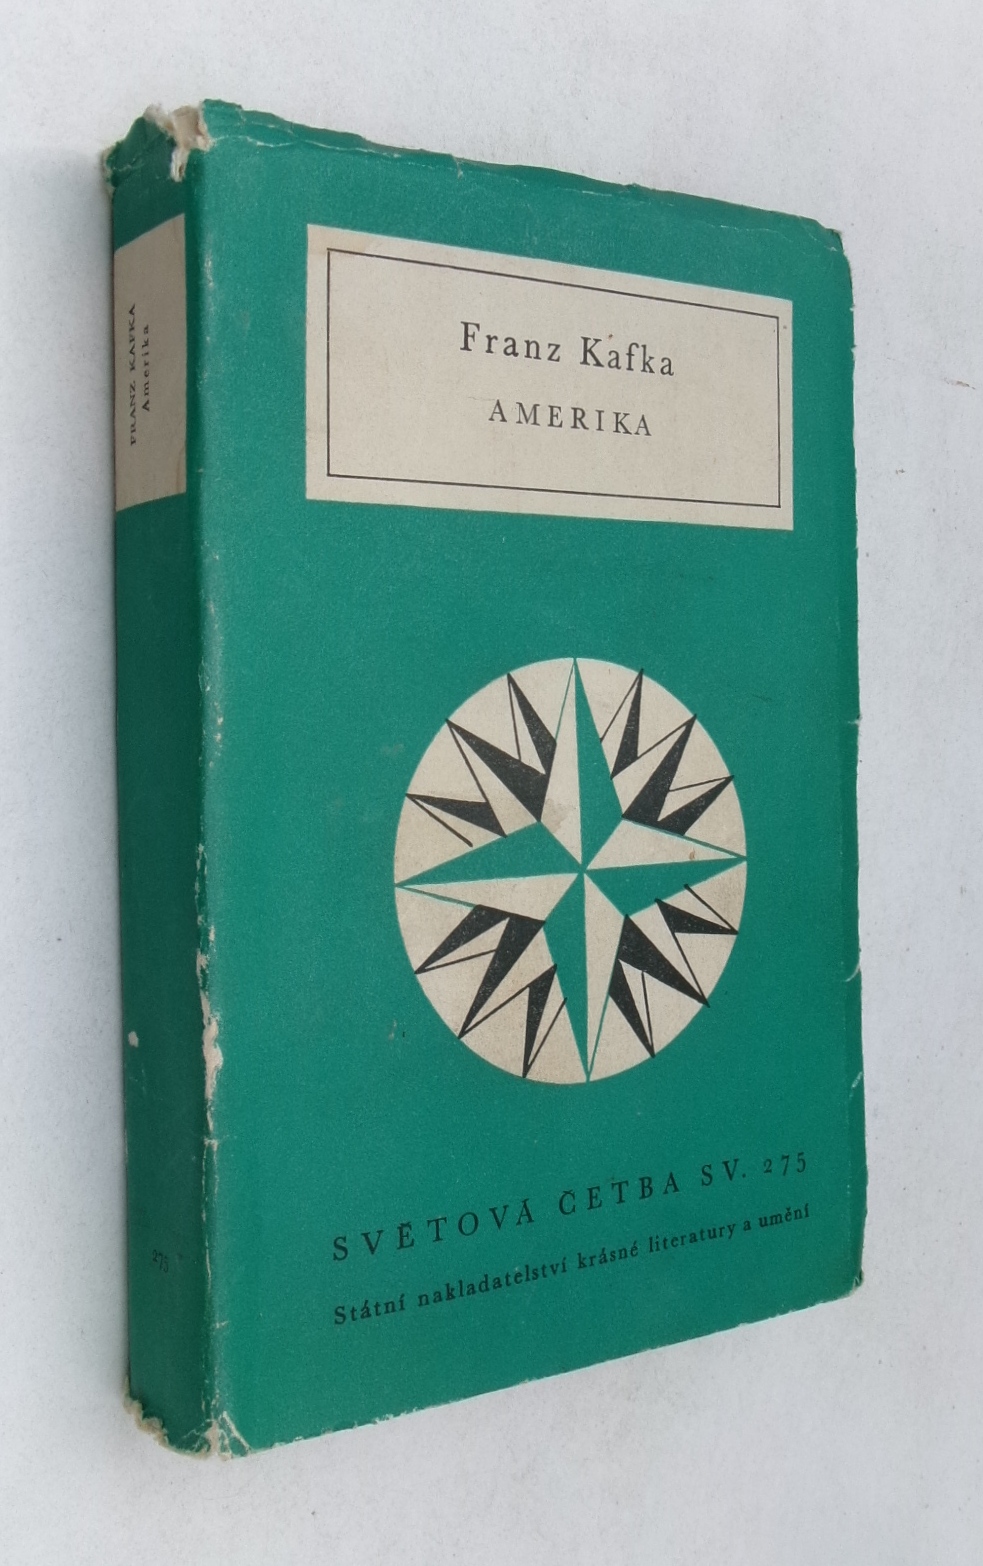 FRANZ KAFKA
Amerika
275
Franz Kafka
AMERIKA
SVĚTOVÁ ČETBA SV. 275
Státní nakladatelství krásné literatury a umění